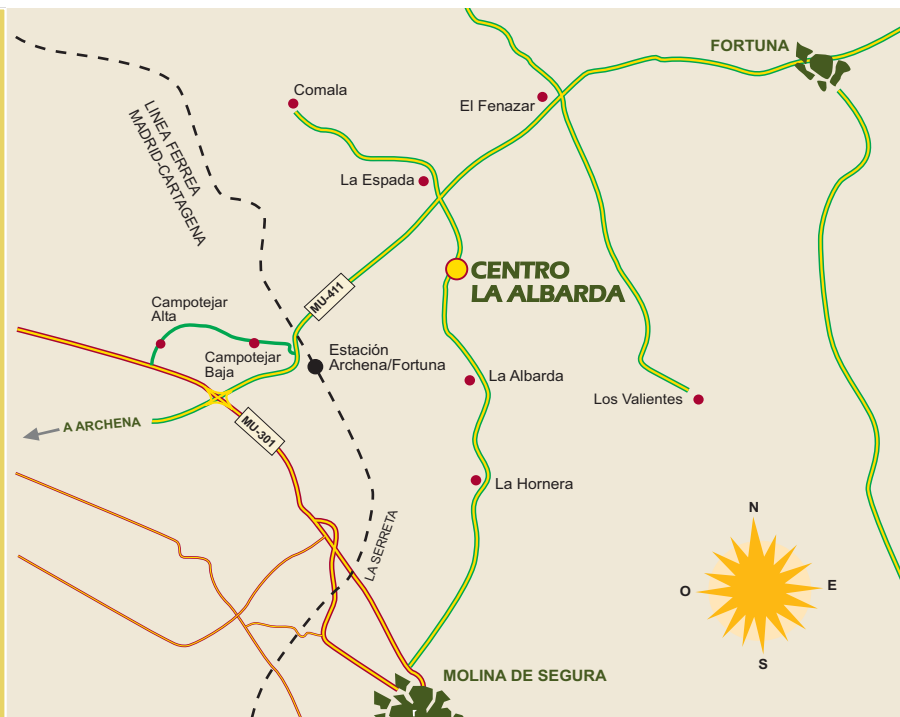 FORTUNA
Comala
El Fenazar
LINEA FERREA
MADRID-CARTAGENA
La Espada
CENTRO
LA ALBARDA
MU-411
Campotejar
Alta
Campotejar
Baja
Estación
Archena/Fortuna
La Albarda
Los Valientes
A ARCHENA
MU-301
La Hornera
LA SERRETA
N
O
E
S
MOLINA DE SEGURA